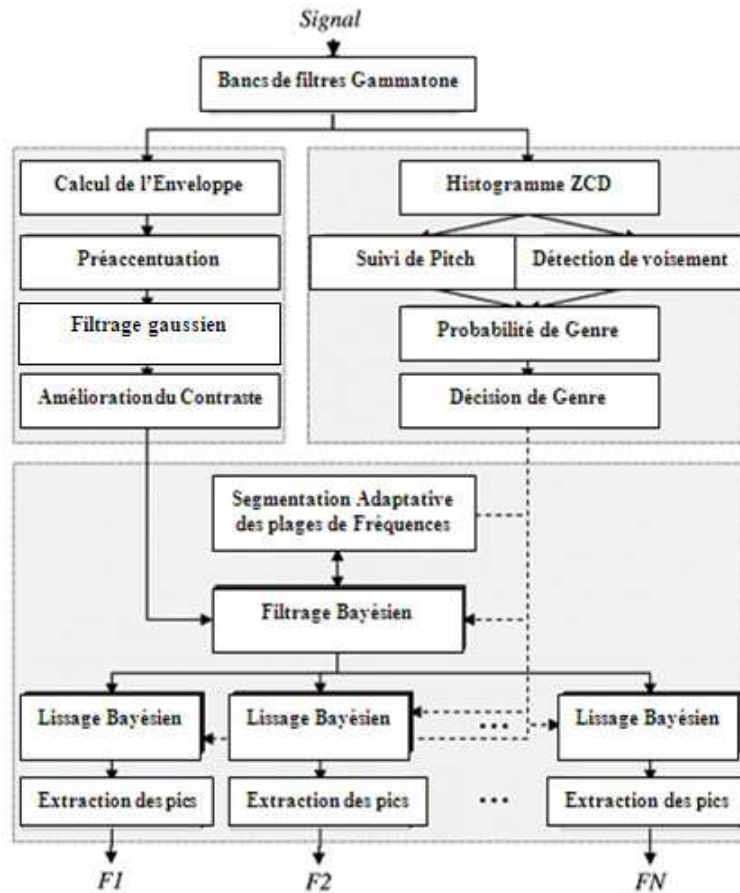 Signal
Bancs de filtres Gammatone
Calcul de l'Enveloppe
Préaccentuation
Filtrage gaussien
Amélioration du Contraste
Histogramme ZCD
Suivi de Pitch
Détection de voisement
Probabilité de Genre
Décision de Genre
Segmentation Adaptative
des plages de Fréquences
Filtrage Bayésien
Lissage Bayésien
Lissage Bayésien
...
Lissage Bayésien
Extraction des pics
Extraction des pics
...
Extraction des pics
F1
F2
FN